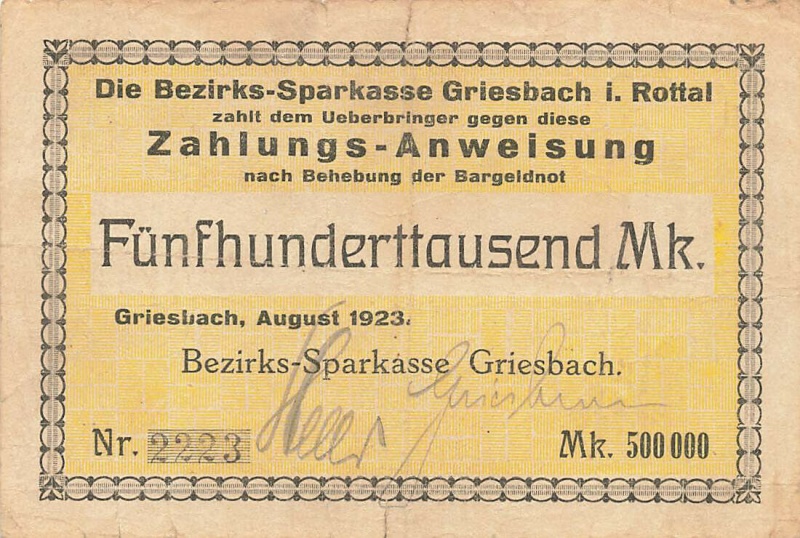 Die Bezirks-Sparkasse Griesbach i. Rottal
zahlt dem Ueberbringer gegen diese
Zahlungs-Anweisung
nach Behebung der Bargeldnot
Fünfhunderttausend Mk.
Griesbach, August 1923.
Bezirks-Sparkasse Griesbach.
Nr. 2223
Mk. 500 000